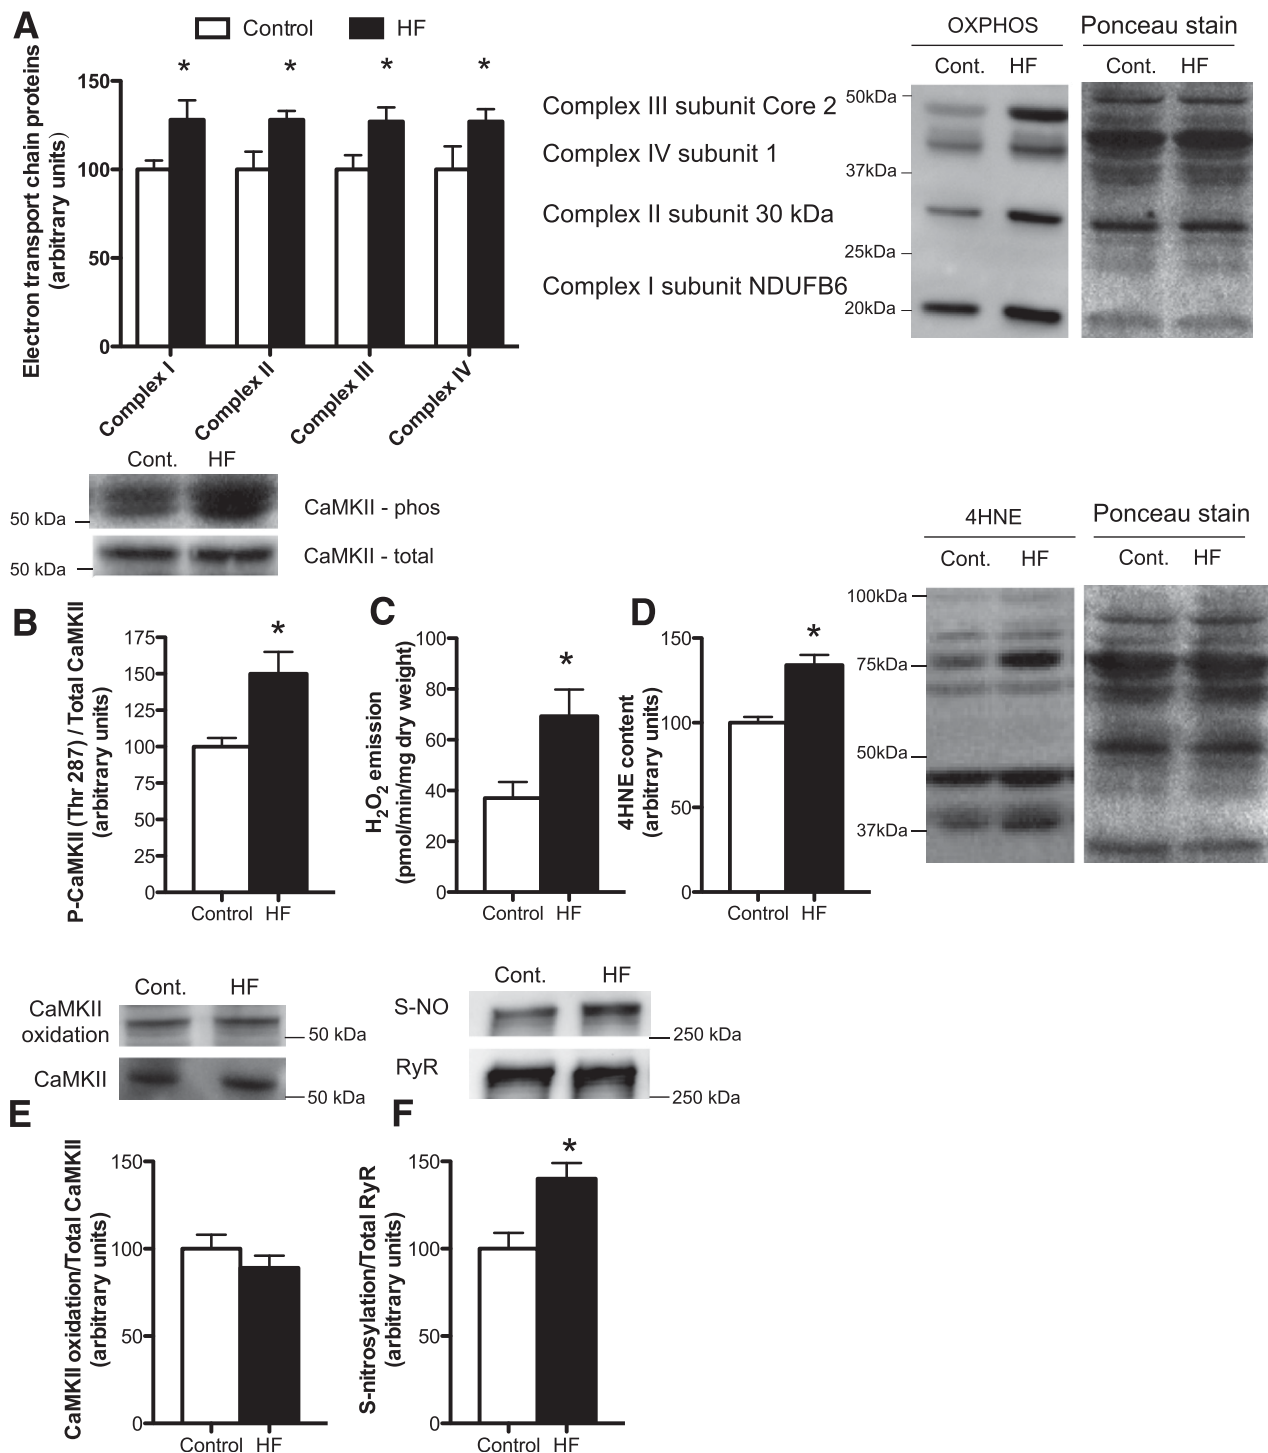 A
Control
HF
Electron transport chain proteins
(arbitrary units)
150
100
50
0
*
*
*
*
Complex I
Complex II
Complex III
Complex IV
Complex III subunit Core 2
Complex IV subunit 1
Complex II subunit 30 kDa
Complex I subunit NDUFB6
OXPHOS
Cont.
HF
50kDa
37kDa
25kDa
20kDa
Ponceau stain
Cont.
HF
Cont.
HF
50 kDa
CaMKII - phos
50 kDa
CaMKII - total
B
P-CaMKII (Thr 287) / Total CaMKII
(arbitrary units)
175
150
125
100
75
50
25
0
*
Control
HF
C
H2O2 emission
(pmol/min/mg dry weight)
100
80
60
40
20
0
*
Control
HF
D
4HNE content
(arbitrary units)
150
100
50
0
*
Control
HF
4HNE
Cont.
HF
100kDa
75kDa
50kDa
37kDa
Ponceau stain
Cont.
HF
Cont.
HF
CaMKII
oxidation
50 kDa
CaMKII
50 kDa
E
CaMKII oxidation/Total CaMKII
(arbitrary units)
150
100
50
0
Control
HF
Cont.
HF
S-NO
250 kDa
RyR
250 kDa
F
S-nitrosylation/Total RyR
(arbitrary units)
150
100
50
0
*
Control
HF